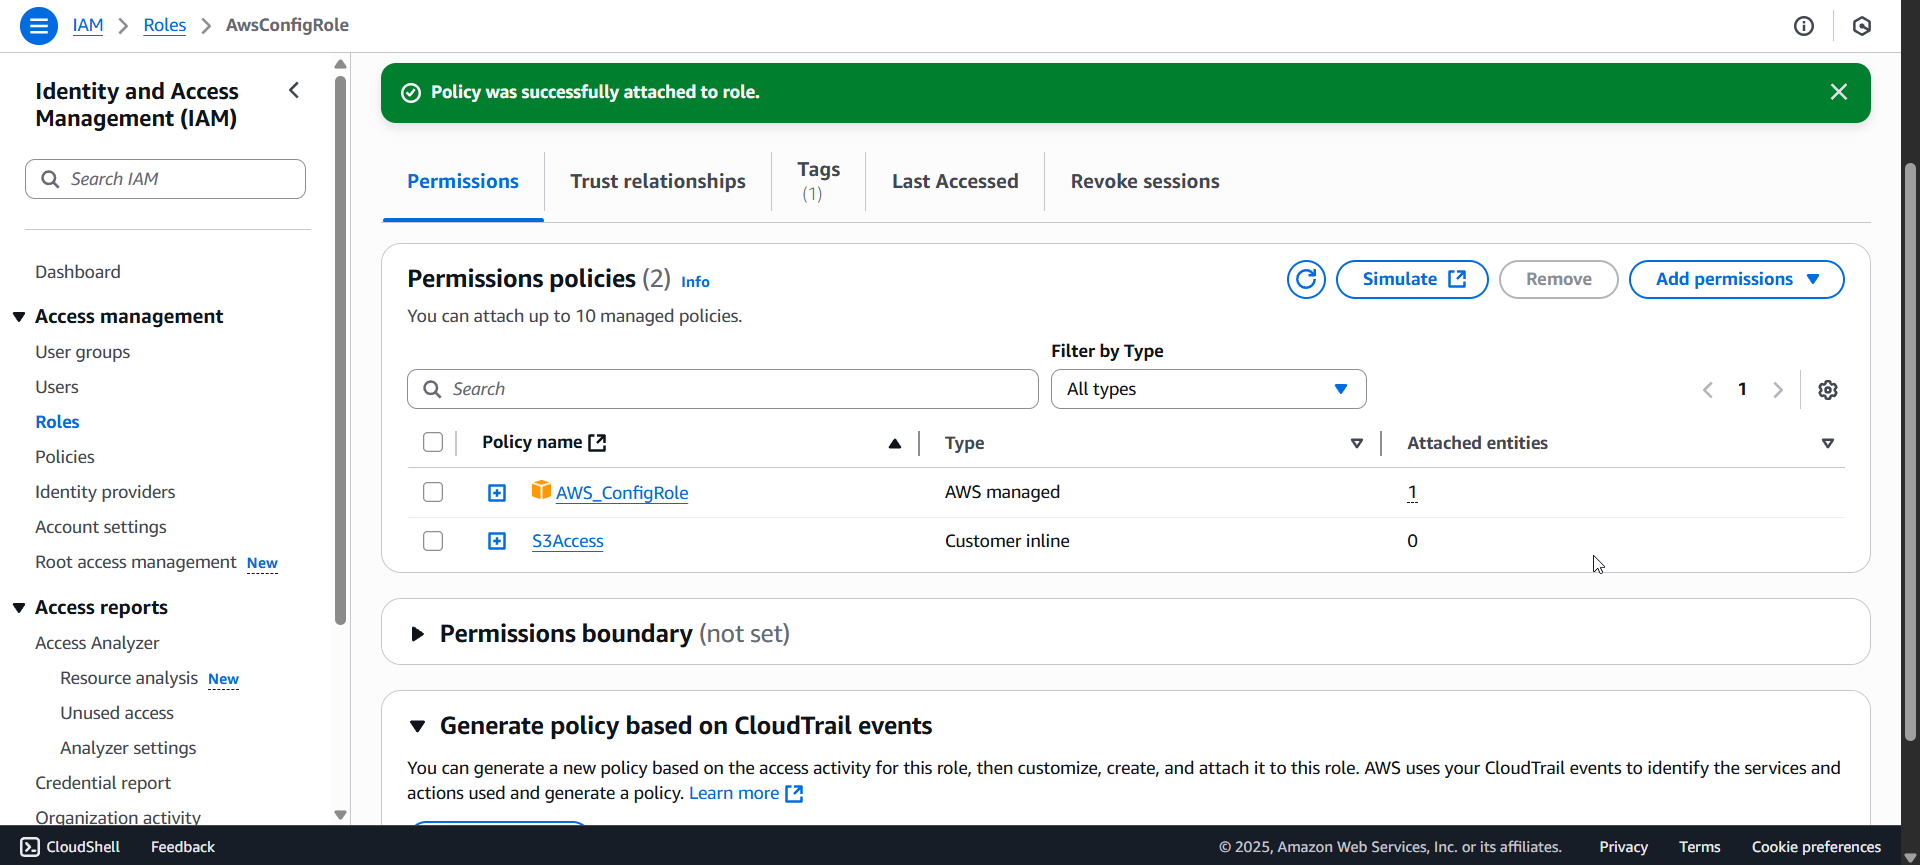 IAM > Roles > AwsConfigRole
Identity and Access
Management (IAM)
Search IAM
Dashboard
Access management
User groups
Users
Roles
Policies
Identity providers
Account settings
Root access management New
Access reports
Access Analyzer
Resource analysis New
Unused access
Analyzer settings
Credential report
Organization activity
Policy was successfully attached to role.
Permissions
Trust relationships
Tags
(1)
Last Accessed
Revoke sessions
Permissions policies (2) Info
Simulate
Remove
Add permissions
You can attach up to 10 managed policies.
Filter by Type
Search
All types
1
Policy name Type Attached entities
AWS_ConfigRole AWS managed 1
S3Access Customer inline 0
Permissions boundary (not set)
Generate policy based on CloudTrail events
You can generate a new policy based on the access activity for this role, then customize, create, and attach it to this role. AWS uses your CloudTrail events to identify the services and
actions used and generate a policy. Learn more
CloudShell Feedback © 2025, Amazon Web Services, Inc. or its affiliates. Privacy Terms Cookie preferences